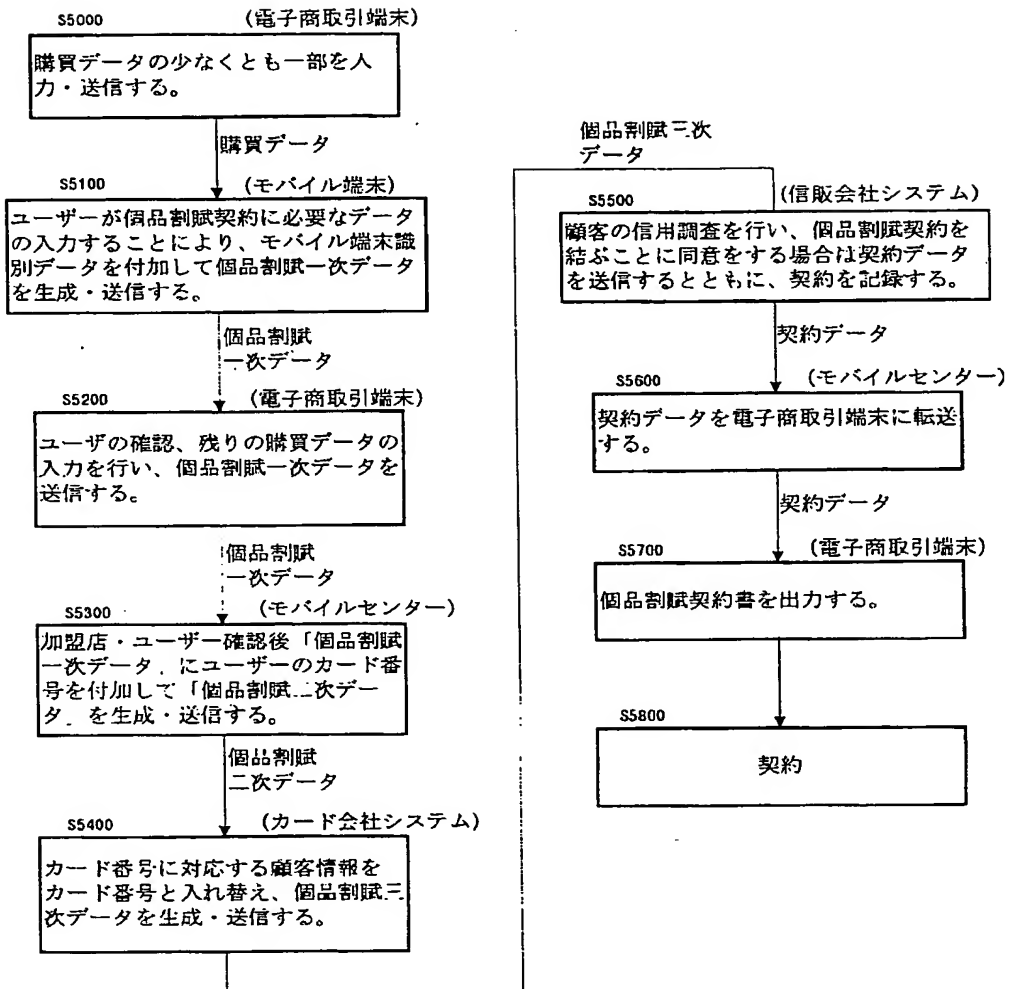 S5000
(電子商取引端末)
購買データの少なくとも一部を入
力・送信する。
購買データ
S5100
(モバイル端末)
ユーザーが個品割賦契約に必要なデータ
の入力することにより、モバイル端末識
別データを付加して個品割賦一次データ
を生成・送信する。
個品割賦
一次データ
S5200
(電子商取引端末)
ユーザの確認、残りの購買データの
入力を行い、個品割賦一次データを
送信する。
個品割賦
一次データ
S5300
(モバイルセンター)
加盟店・ユーザー確認後「個品割賦
一次データ」にユーザーのカード番
号を付加して「個品割賦二次デー
タ」を生成・送信する。
個品割賦
二次データ
S5400
(カード会社システム)
カード番号に対応する顧客情報を
カード番号と入れ替え、個品割賦三
次データを生成・送信する。
個品割賦三次
データ
S5500
(信販会社システム)
顧客の信用調査を行い、個品割賦契約を
結ぶことに同意をする場合は契約データ
を送信するとともに、契約を記録する。
契約データ
S5600
(モバイルセンター)
契約データを電子商取引端末に転送
する。
契約データ
S5700
(電子商取引端末)
個品割賦契約書を出力する。
S5800
契約